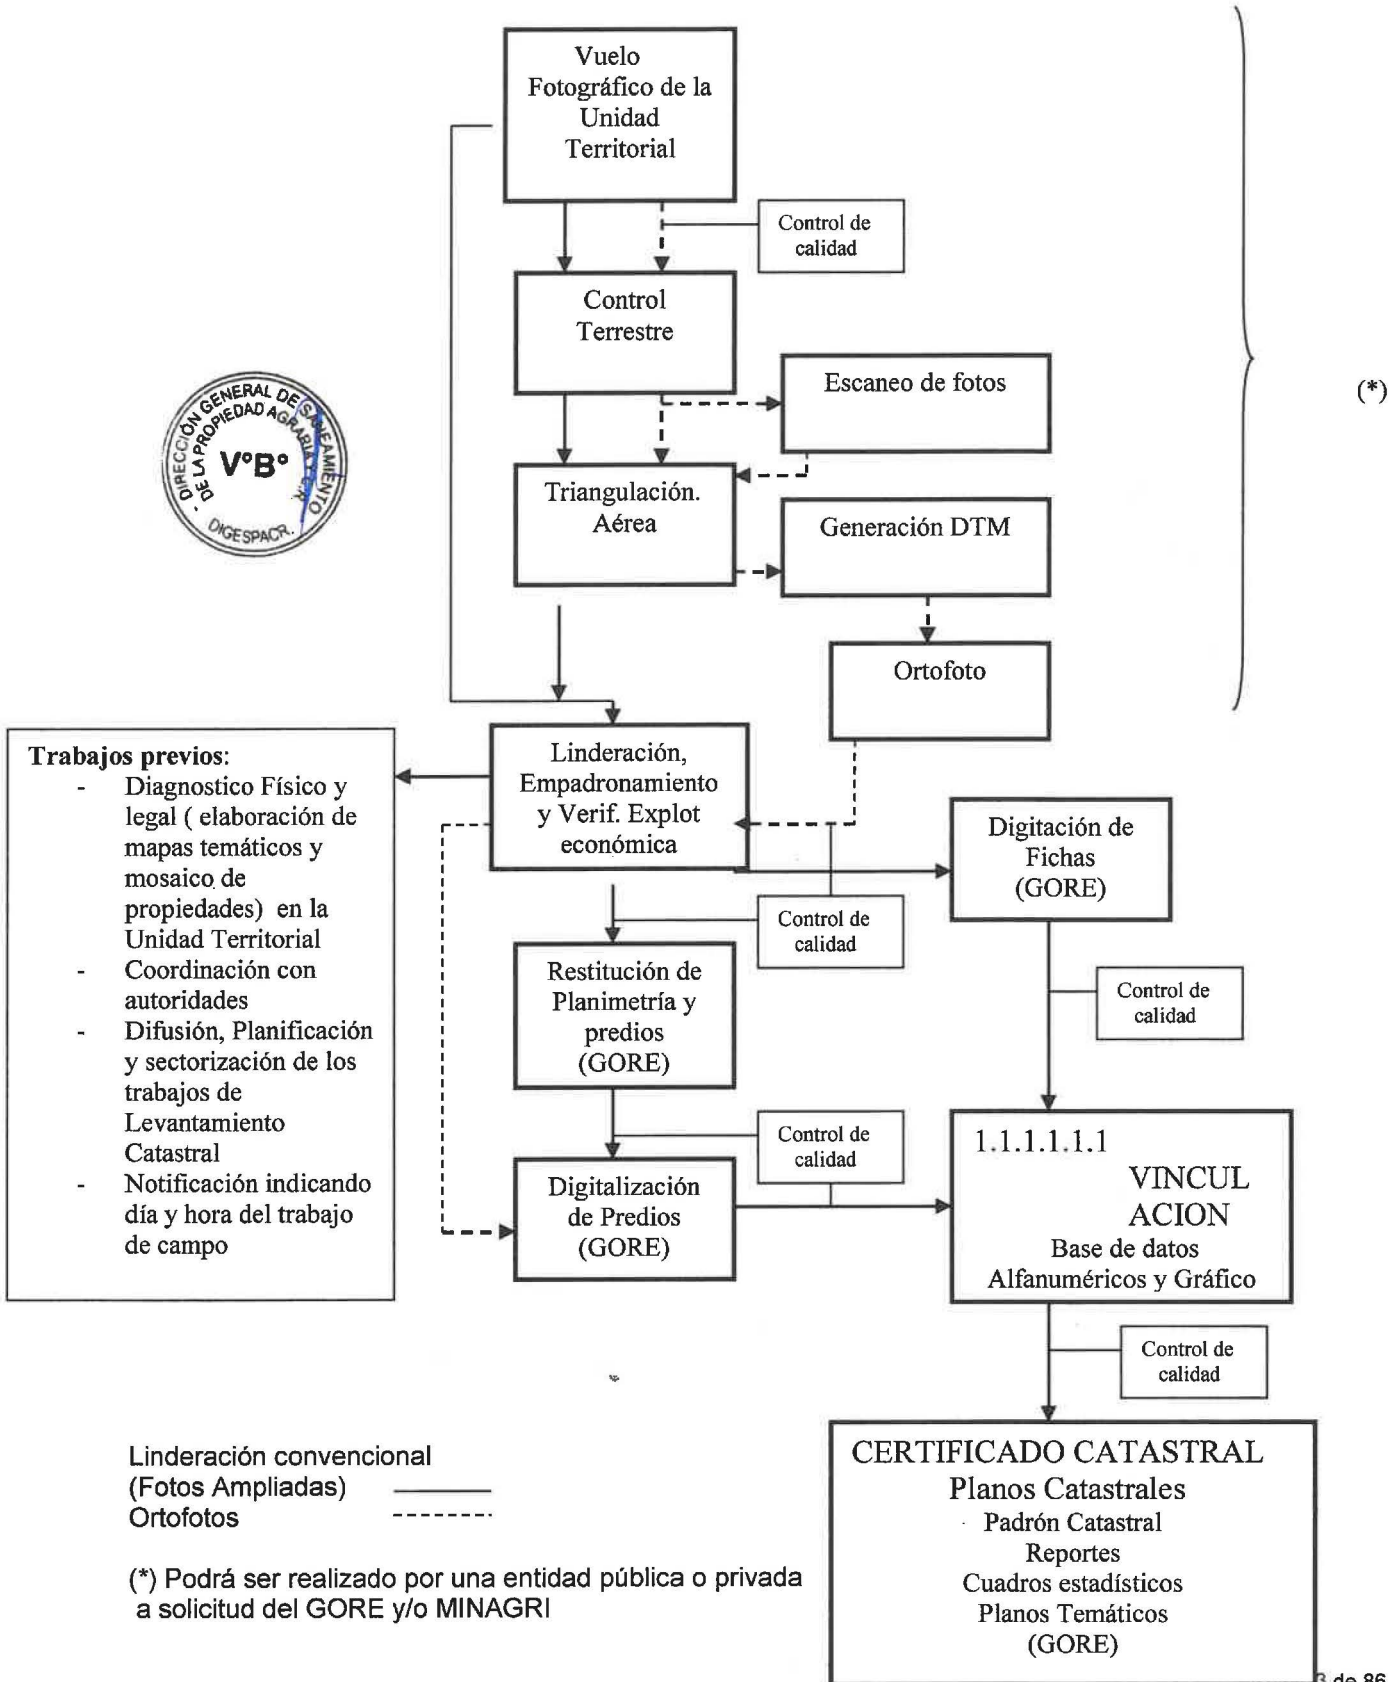 Vuelo
Fotográfico de la
Unidad
Territorial
Control de
calidad
Control
Terrestre
Escaneo de fotos
(*)
DIRECCIÓN GENERAL DE SANEAMIENTO
DE LA PROPIEDAD AGRARIA Y C.R.
V°B°
DIGESPACR.
Triangulación.
Aérea
Generación DTM
Ortofoto
Linderación,
Empadronamiento
y Verif. Explot
económica
Trabajos previos:
- Diagnostico Físico y
legal ( elaboración de
mapas temáticos y
mosaico de
propiedades) en la
Unidad Territorial
- Coordinación con
autoridades
- Difusión, Planificación
y sectorización de los
trabajos de
Levantamiento
Catastral
- Notificación indicando
día y hora del trabajo
de campo
Digitación de
Fichas
(GORE)
Control de
calidad
Restitución de
Planimetría y
predios
(GORE)
Control de
calidad
Control de
calidad
Digitalización
de Predios
(GORE)
1.1.1.1.1.1
VINCUL
ACION
Base de datos
Alfanuméricos y Gráfico
Control de
calidad
Linderación convencional
(Fotos Ampliadas)
Ortofotos
(*) Podrá ser realizado por una entidad pública o privada
a solicitud del GORE y/o MINAGRI
CERTIFICADO CATASTRAL
Planos Catastrales
Padrón Catastral
Reportes
Cuadros estadísticos
Planos Temáticos
(GORE)
de 86